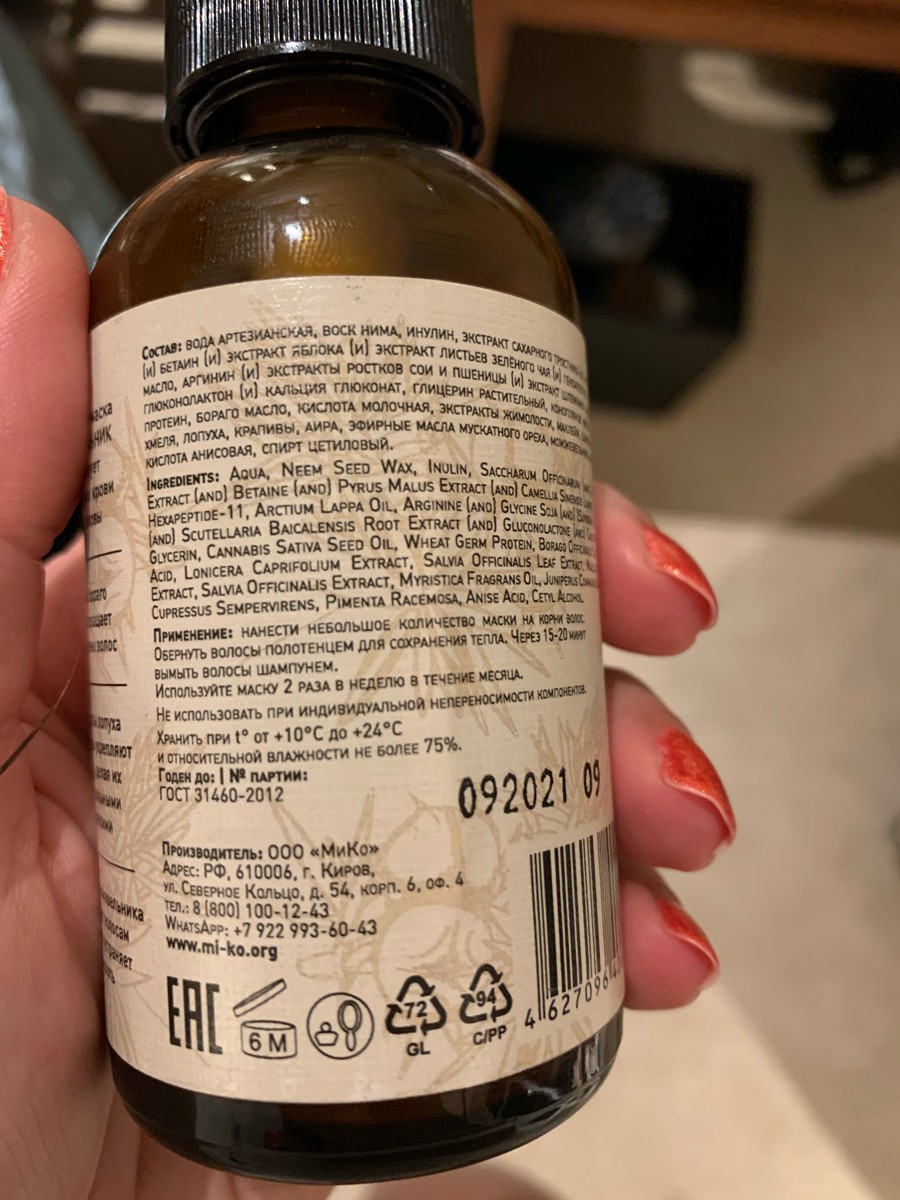 Состав: вода артезианская, воск нима, инулин, экстракт сахарного
(и) бетаин (и) экстракт яблока (и) экстракт листьев зелёного чая (и)
масло, аргинин (и) экстракты ростков сои и пшеницы (и) экстракт
глюконолактон (и) кальция глюконат, глицерин растительный,
протеин, бораго масло, кислота молочная, экстракты жимолости,
хмеля, лопуха, крапивы, аира, эфирные масла мускатного ореха,
кислота анисовая, спирт цетиловый.
Ingredients: Aqua, Neem Seed Wax, Inulin, Saccharum
Extract (and) Betaine (and) Pyrus Malus Extract (and) Camellia
Hexapeptide-11, Arctium Lappa Oil, Arginine (and) Glycine Soja (and)
(and) Scutellaria Baicalensis Root Extract (and) Gluconolactone (and)
Glycerin, Cannabis Sativa Seed Oil, Wheat Germ Protein, Borago
Acid, Lonicera Caprifolium Extract, Salvia Officinalis Leaf Extract,
Extract, Salvia Officinalis Extract, Myristica Fragrans Oil, Juniperus
Cupressus Sempervirens, Pimenta Racemosa, Anise Acid, Cetyl Alcohol.
Применение: нанести небольшое количество маски на корни волос.
Обернуть волосы полотенцем для сохранения тепла. Через 15-20 минут
вымыть волосы шампунем.
Используйте маску 2 раза в неделю в течение месяца.
Не использовать при индивидуальной непереносимости компонентов.
Хранить при t° от +10°C до +24°C
и относительной влажности не более 75%.
Годен до: | № партии:
ГОСТ 31460-2012
092021 09
Производитель: ООО «МиКо»
Адрес: РФ, 610006, г. Киров,
ул. Северное Кольцо, д. 54, корп. 6, оф. 4
тел.: 8 (800) 100-12-43
WhatsApp: +7 922 993-60-43
www.mi-ko.org
EAC
6 M
72
GL
94
C/PP
4 627096
маска
крови
волос
лопуха
укрепляют